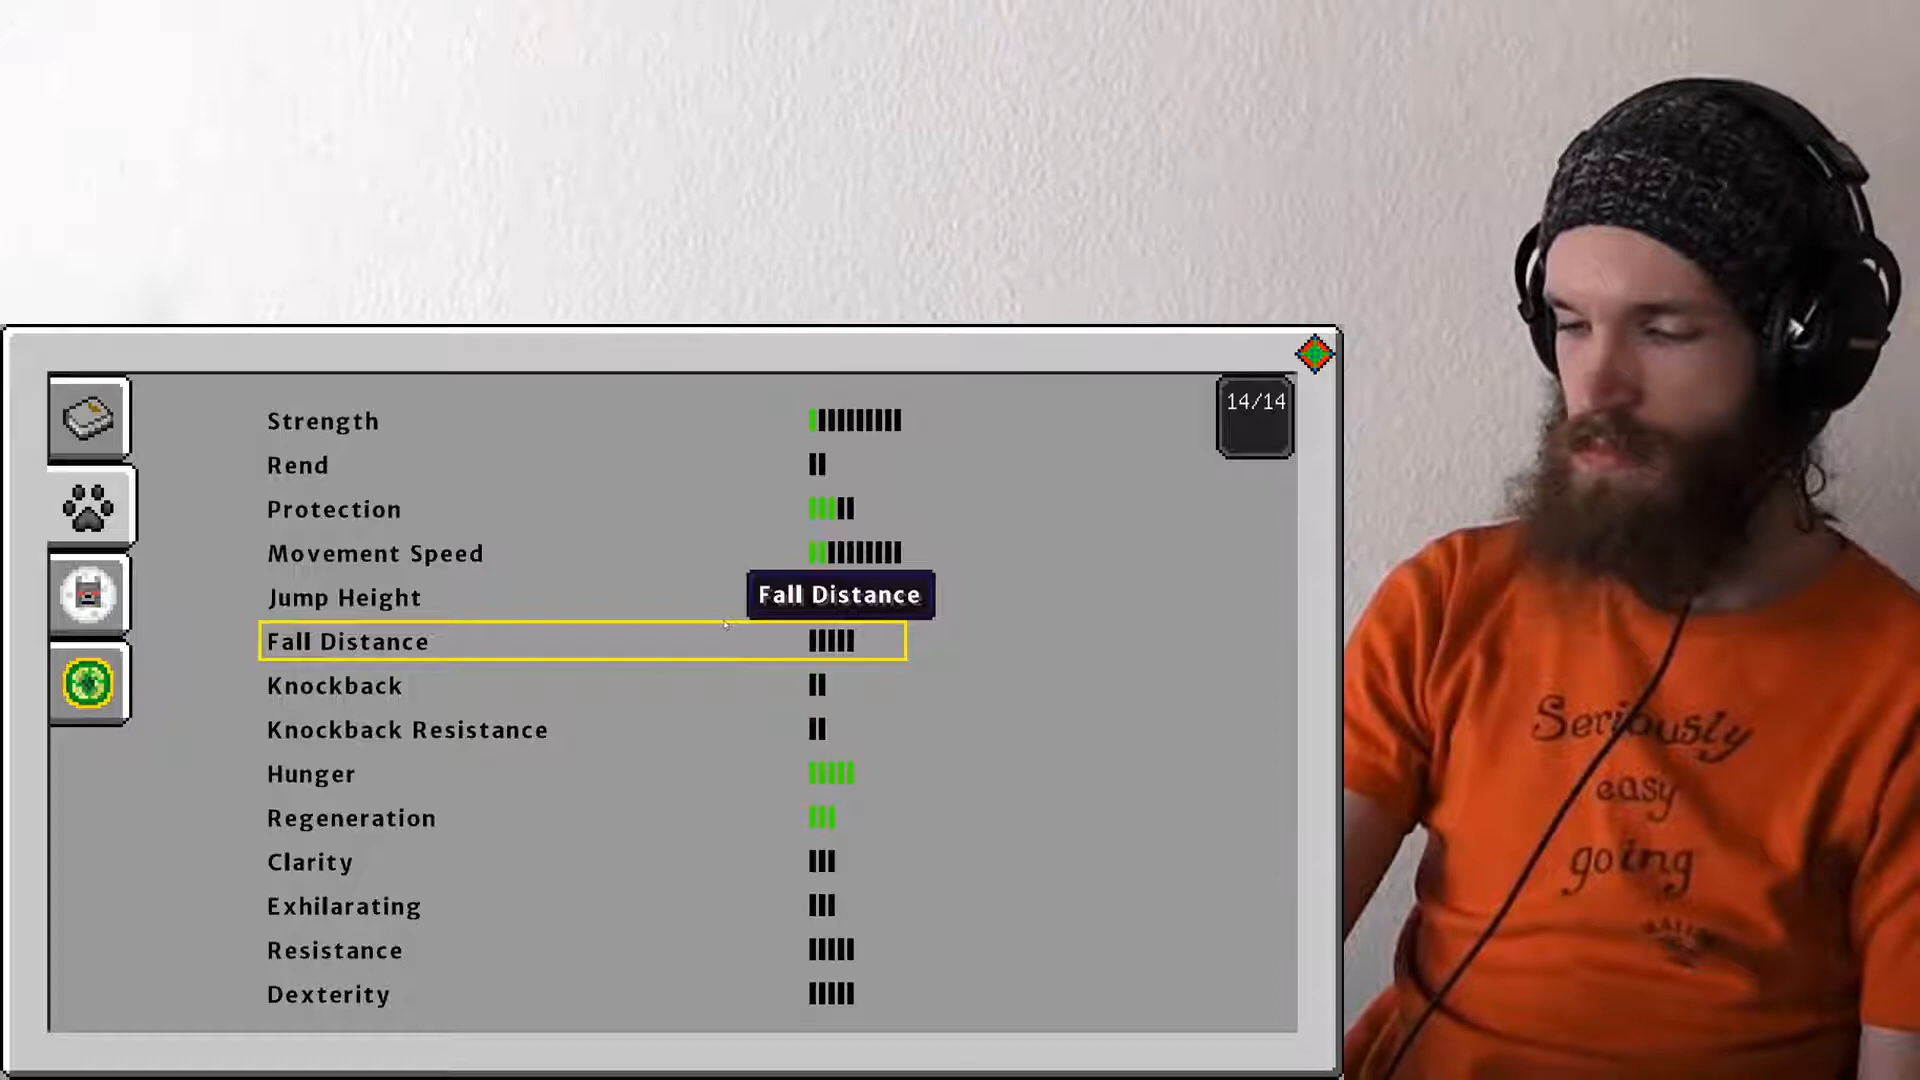 14/14
Strength
Rend
Protection
Movement Speed
Jump Height
Fall Distance
Fall Distance
Knockback
Knockback Resistance
Hunger
Regeneration
Clarity
Exhilarating
Resistance
Dexterity
Seriously
easy
going